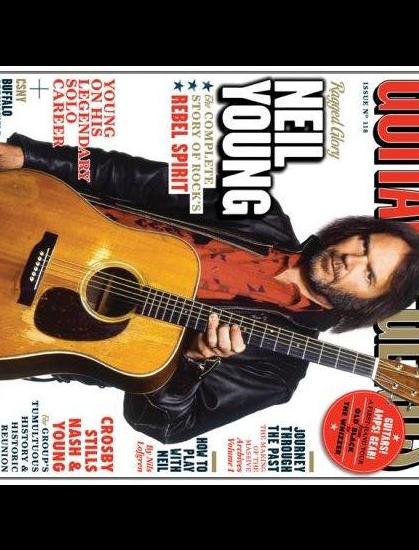 GUITAR
ISSUE Nº 118
Ragged Glory
NEIL
YOUNG
The COMPLETE
STORY OF ROCK'S
REBEL SPIRIT
YOUNG
ON HIS
LEGENDARY
SOLO
CAREER
+
CSNY
BUFFALO
GUITARS!
AMPS! GEAR!
OLD BLACK
THE WHIZZER
JOURNEY
THROUGH
THE PAST
THE MAKING
OF THE
MASSIVE
Archives
Volume I
HOW TO
PLAY
WITH
NEIL
By Nils
Lofgren
CROSBY
STILLS
NASH &
YOUNG
The GROUP'S
TUMULTUOUS
HISTORY &
HISTORIC
REUNION